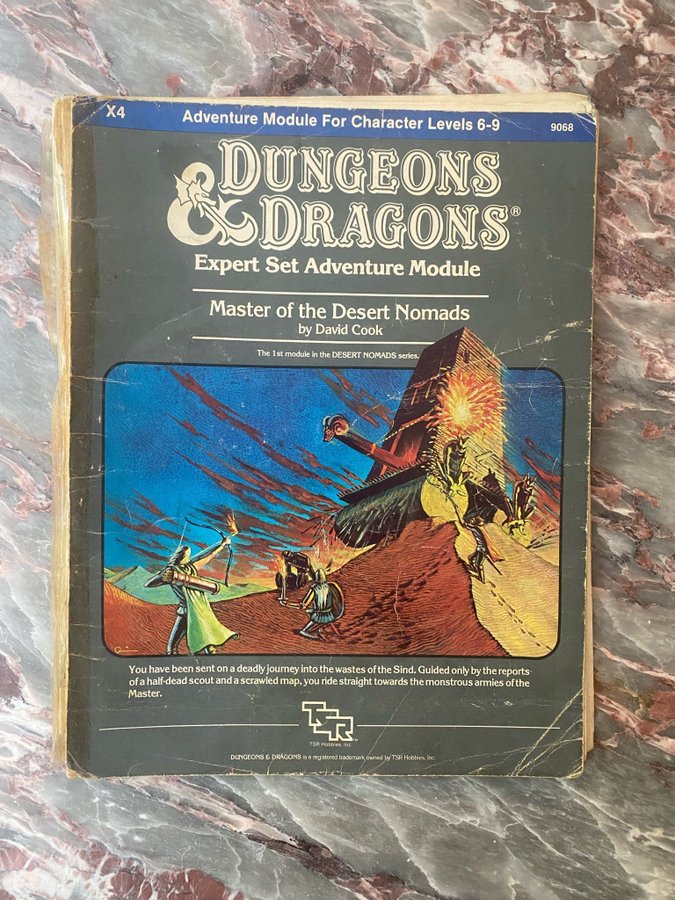 X4
Adventure Module For Character Levels 6-9
9068
DUNGEONS
& DRAGONS®
Expert Set Adventure Module
Master of the Desert Nomads
by David Cook
The 1st module in the DESERT NOMADS series.
You have been sent on a deadly journey into the wastes of the Sind. Guided only by the reports
of a half-dead scout and a scrawled map, you ride straight towards the monstrous armies of the
Master.
TSR
TSR Hobbies, Inc.
DUNGEONS & DRAGONS is a registered trademark owned by TSR Hobbies, Inc.